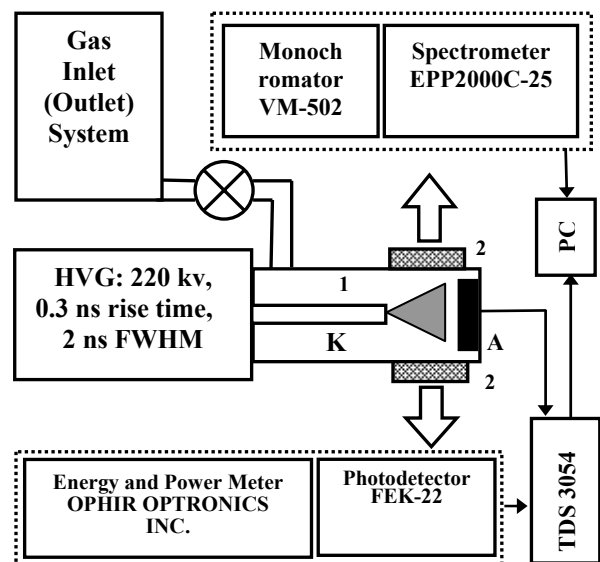 Gas
Inlet
(Outlet)
System
Monoch
romator
VM-502
Spectrometer
EPP2000C-25
PC
HVG: 220 kv,
0.3 ns rise time,
2 ns FWHM
1
2
K
A
2
Energy and Power Meter
OPHIR OPTRONICS
INC.
Photodetector
FEK-22
TDS 3054